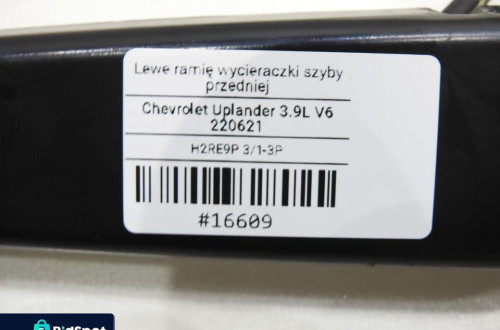 Lewe ramię wycieraczki szyby
przedniej
Chevrolet Uplander 3.9L V6
220621
H2RE9P 3/1-3P
#16609